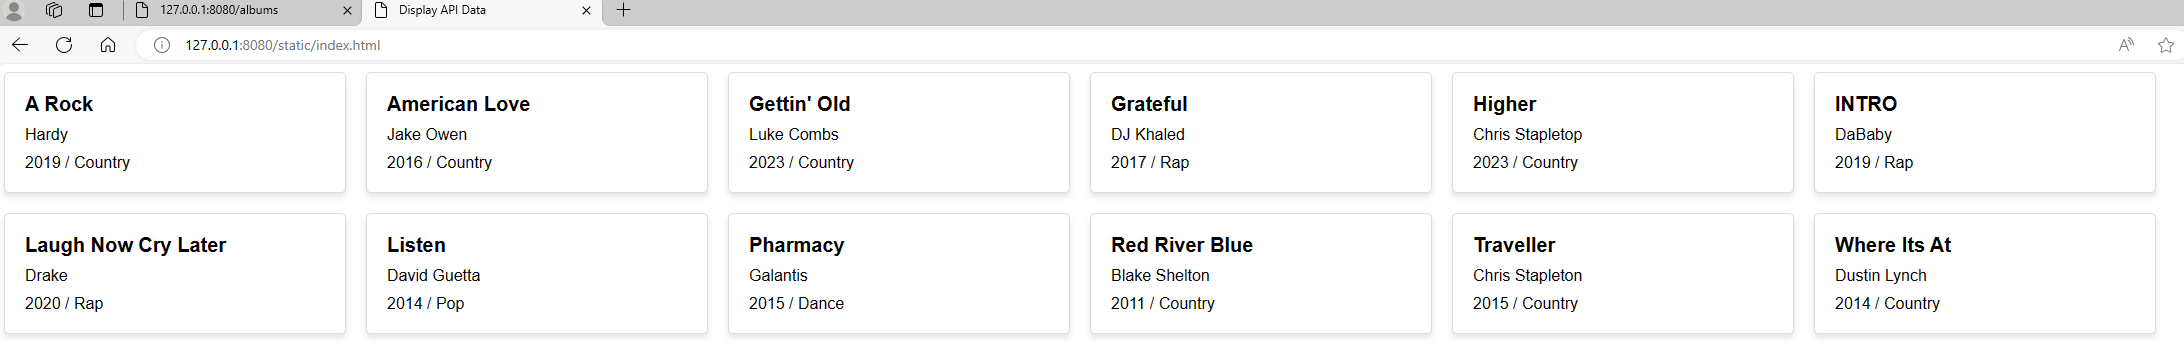 127.0.0.1:8080/albums
Display API Data
127.0.0.1:8080/static/index.html
A Rock
Hardy
2019 / Country
American Love
Jake Owen
2016 / Country
Gettin' Old
Luke Combs
2023 / Country
Grateful
DJ Khaled
2017 / Rap
Higher
Chris Stapletop
2023 / Country
INTRO
DaBaby
2019 / Rap
Laugh Now Cry Later
Drake
2020 / Rap
Listen
David Guetta
2014 / Pop
Pharmacy
Galantis
2015 / Dance
Red River Blue
Blake Shelton
2011 / Country
Traveller
Chris Stapleton
2015 / Country
Where Its At
Dustin Lynch
2014 / Country